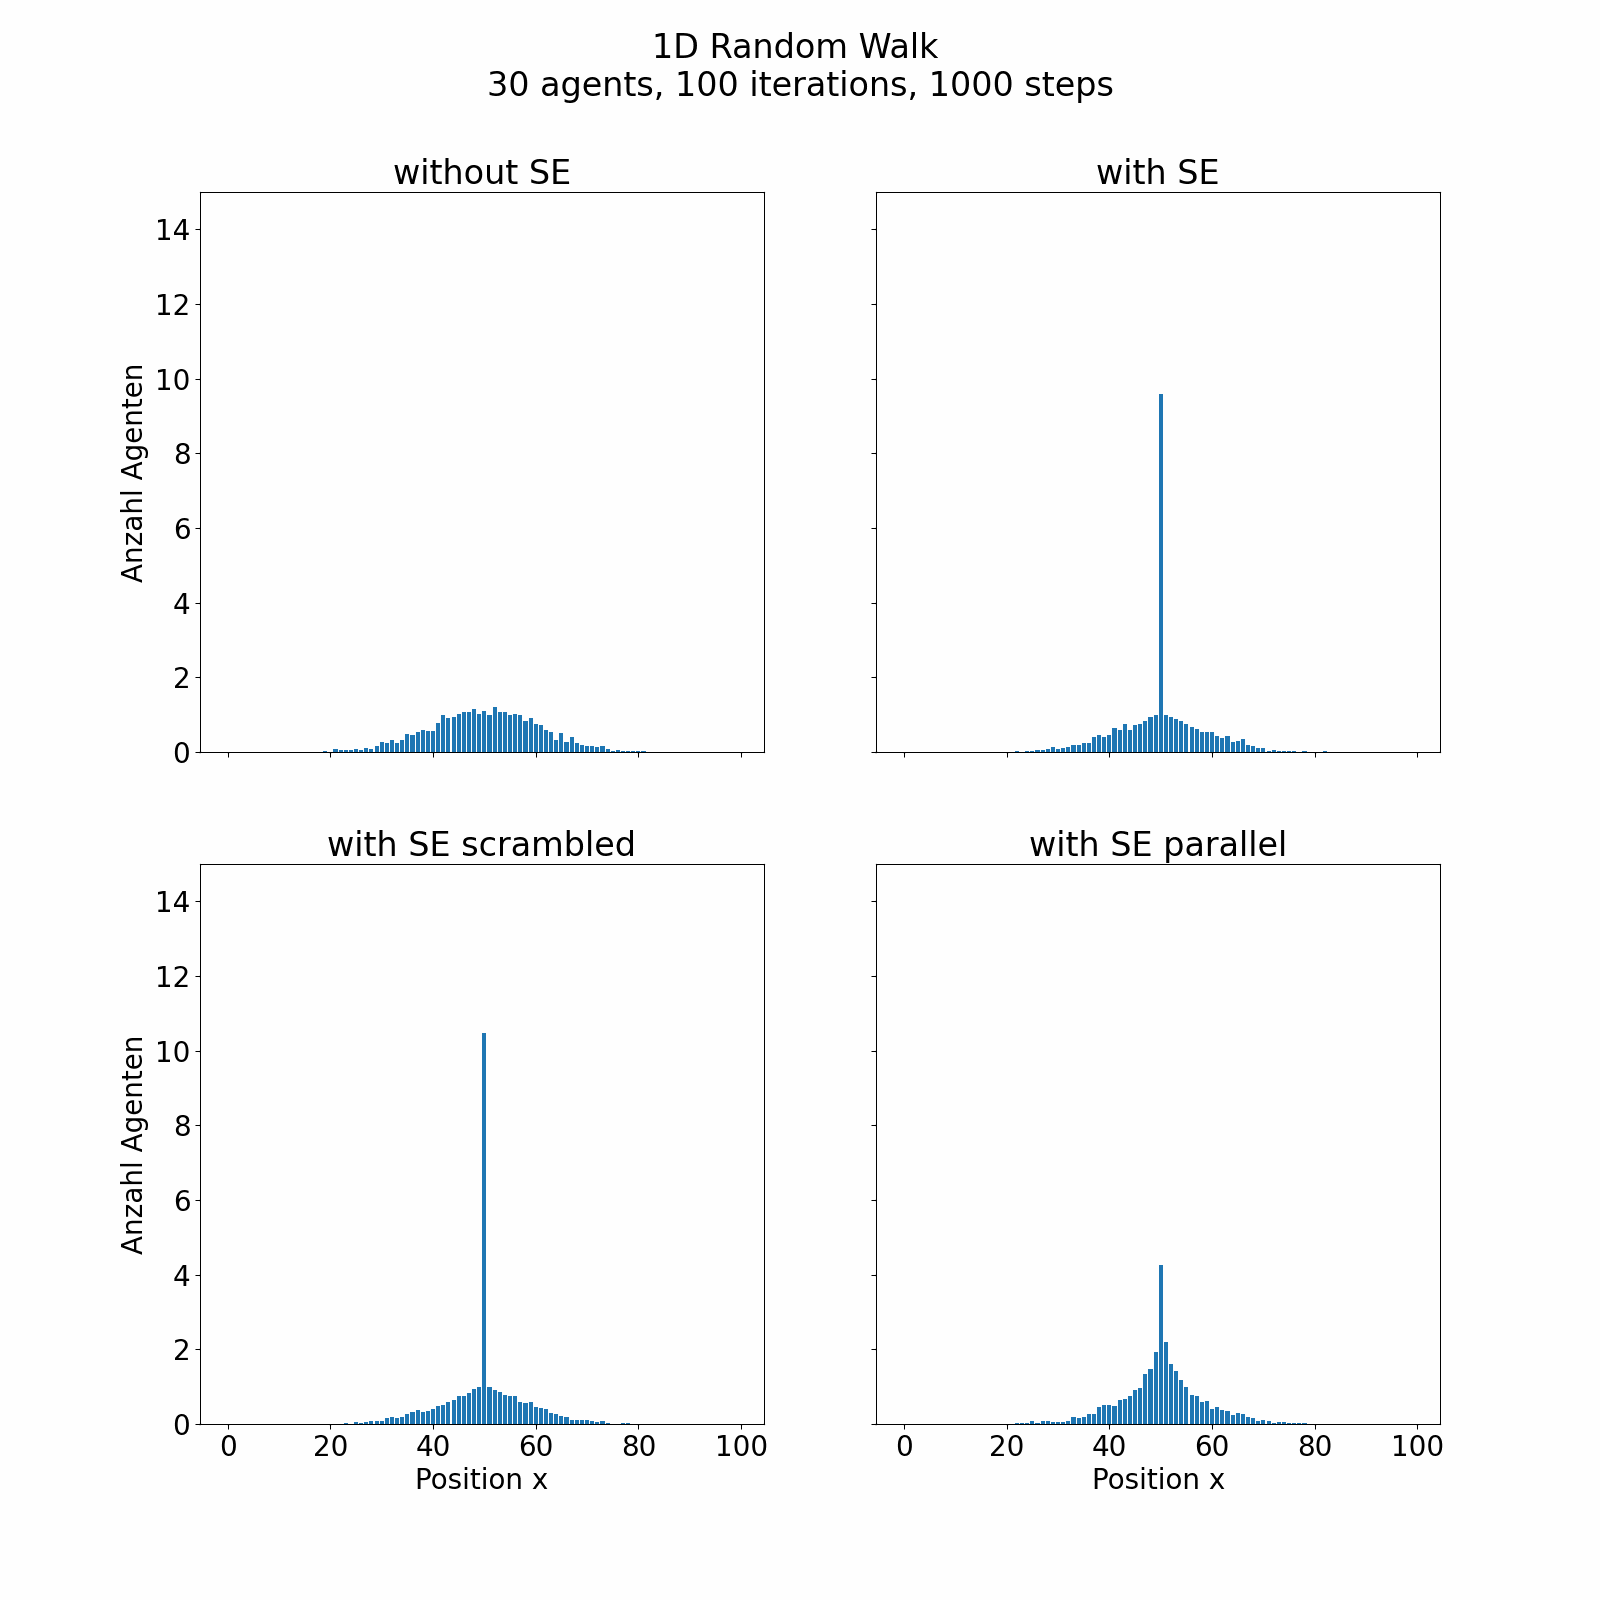 1D Random Walk
30 agents, 100 iterations, 1000 steps
without SE
with SE
14
12
10
8
6
4
2
0
Anzahl Agenten
with SE scrambled
with SE parallel
14
12
10
8
6
4
2
0
Anzahl Agenten
0 20 40 60 80 100
0 20 40 60 80 100
Position x
Position x